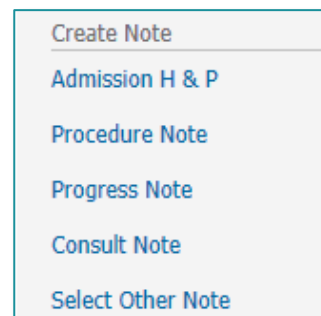 Create Note
Admission H & P
Procedure Note
Progress Note
Consult Note
Select Other Note